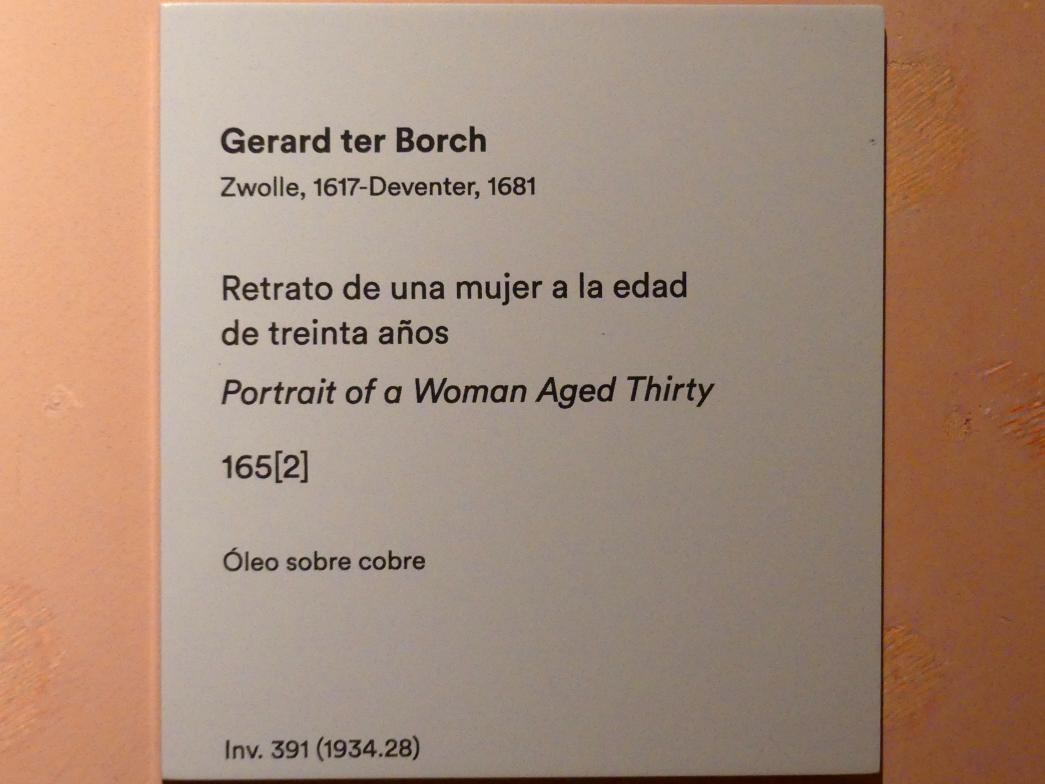 Gerard ter Borch
Zwolle, 1617-Deventer, 1681
Retrato de una mujer a la edad
de treinta años
Portrait of a Woman Aged Thirty
165[2]
Óleo sobre cobre
Inv. 391 (1934.28)